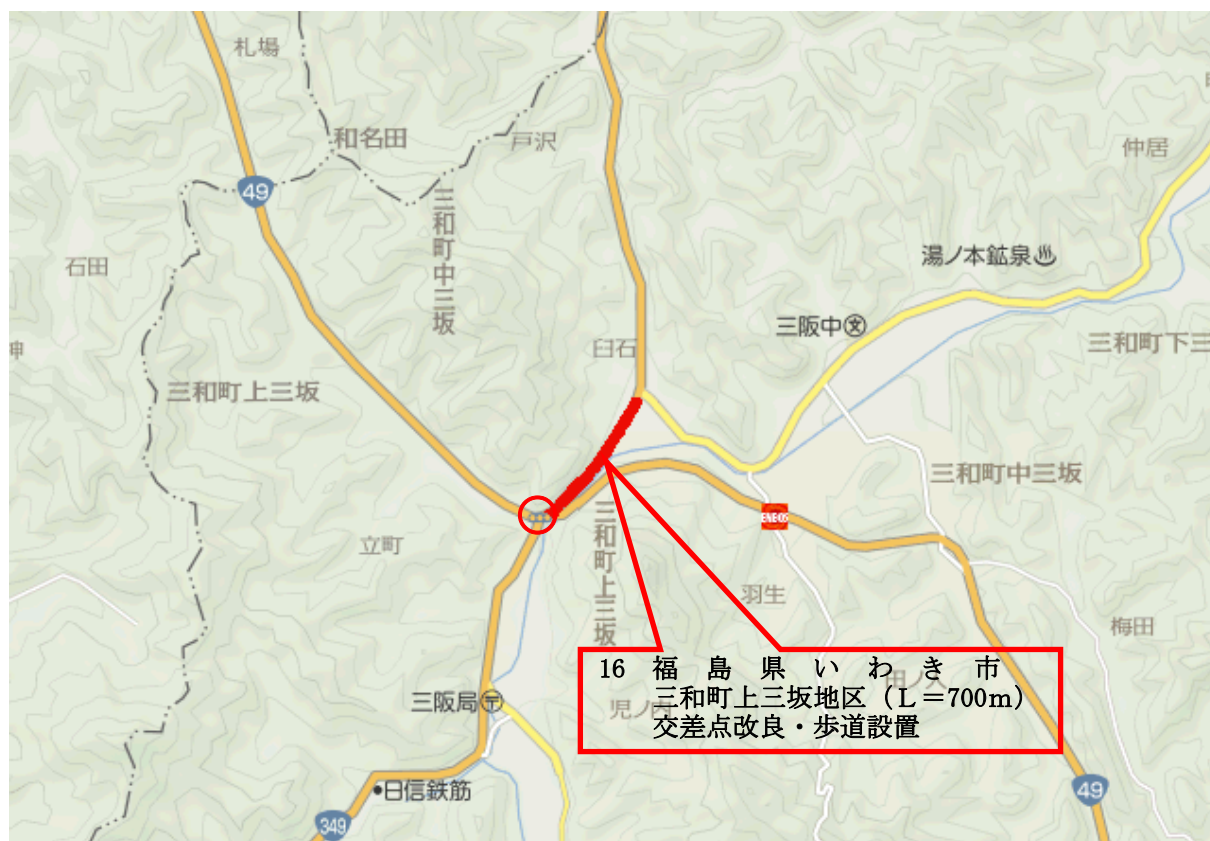 札場
和名田
戸沢
仲居
49
三和町中三坂
湯ノ本鉱泉
石田
三阪中文
臼石
三和町下三
神
三和町上三坂
三和町中三坂
ENEOS
立町
三和町上三坂
羽生
梅田
16 福島県いわき市
三和町上三坂地区（L＝700m）
交差点改良・歩道設置
三阪局
児ノ内
日信鉄筋
49
349